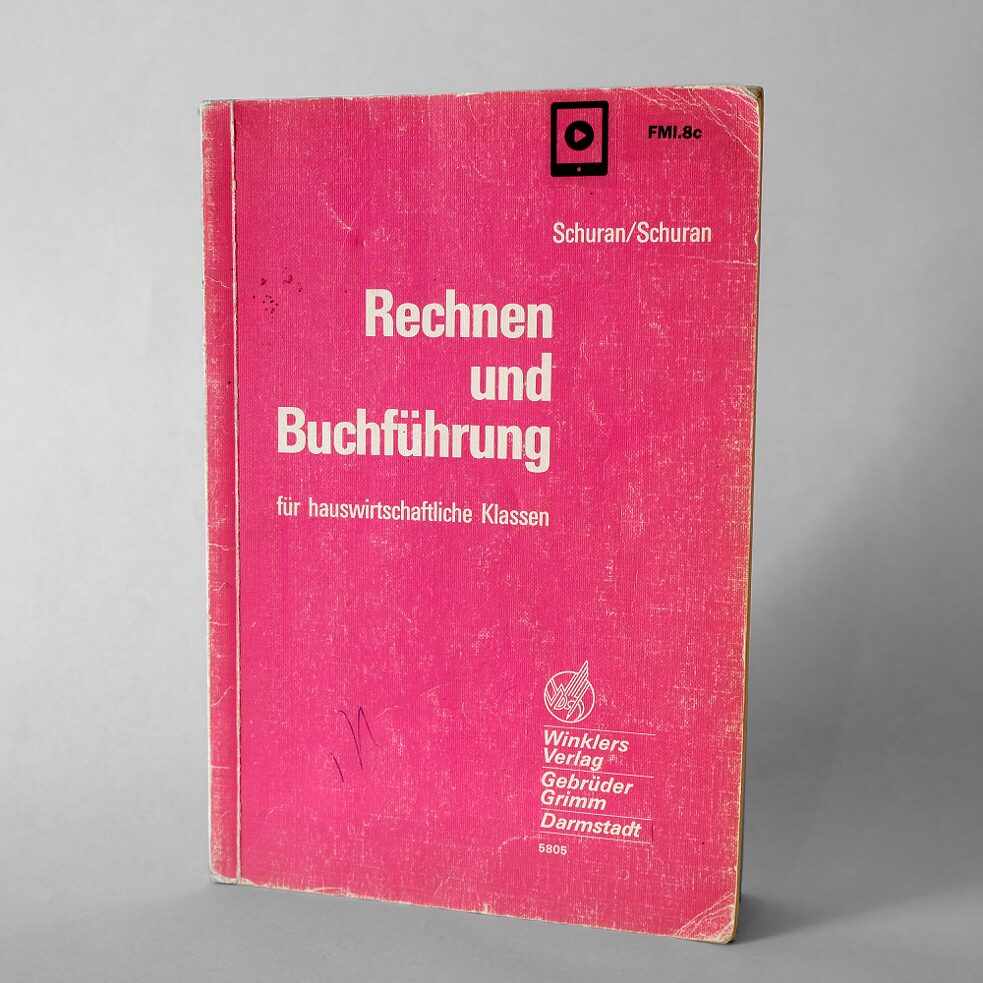 FMI.8c
Schuran/Schuran
Rechnen
und
Buchführung
für hauswirtschaftliche Klassen
Winklers
Verlag
Gebrüder
Grimm
Darmstadt
5805